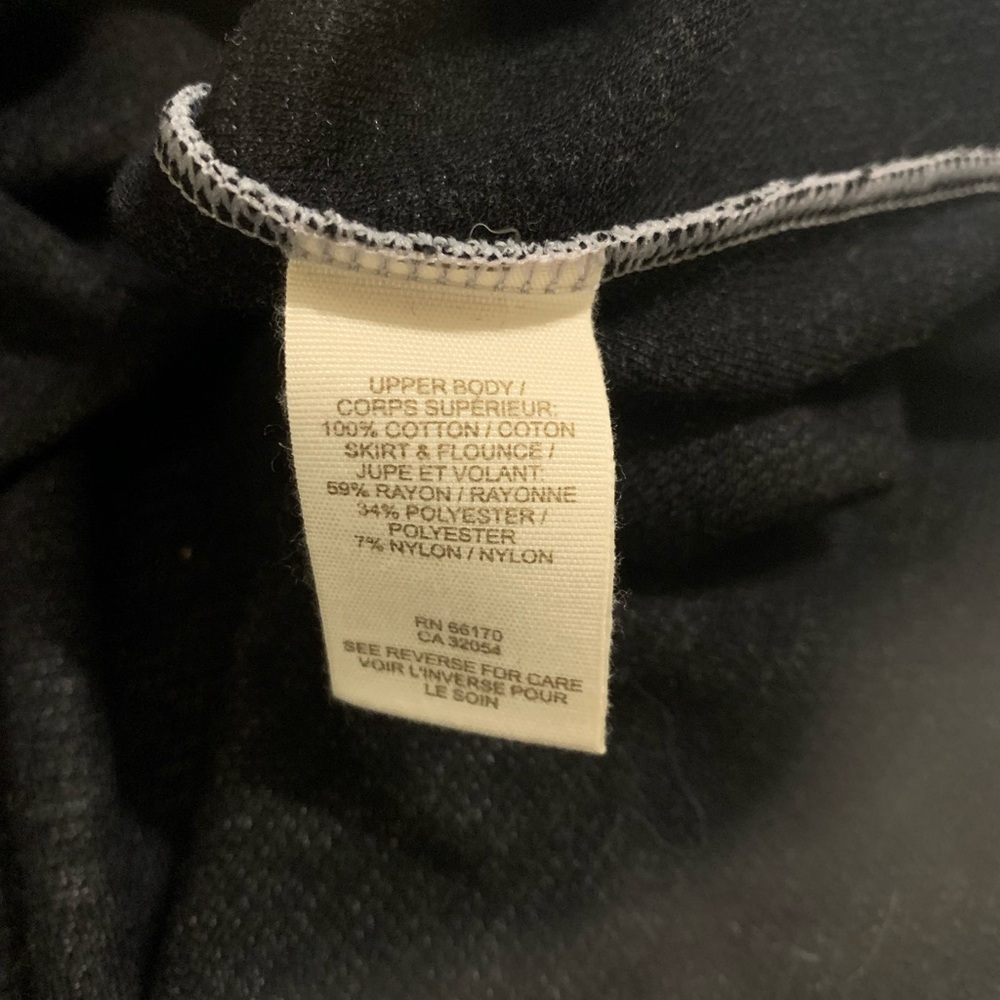 UPPER BODY /
CORPS SUPÉRIEUR:
100% COTTON / COTON
SKIRT & FLOUNCE /
JUPE ET VOLANT:
59% RAYON / RAYONNE
34% POLYESTER /
POLYESTER
7% NYLON / NYLON
RN 66170
CA 32054
SEE REVERSE FOR CARE
VOIR L'INVERSE POUR
LE SOIN